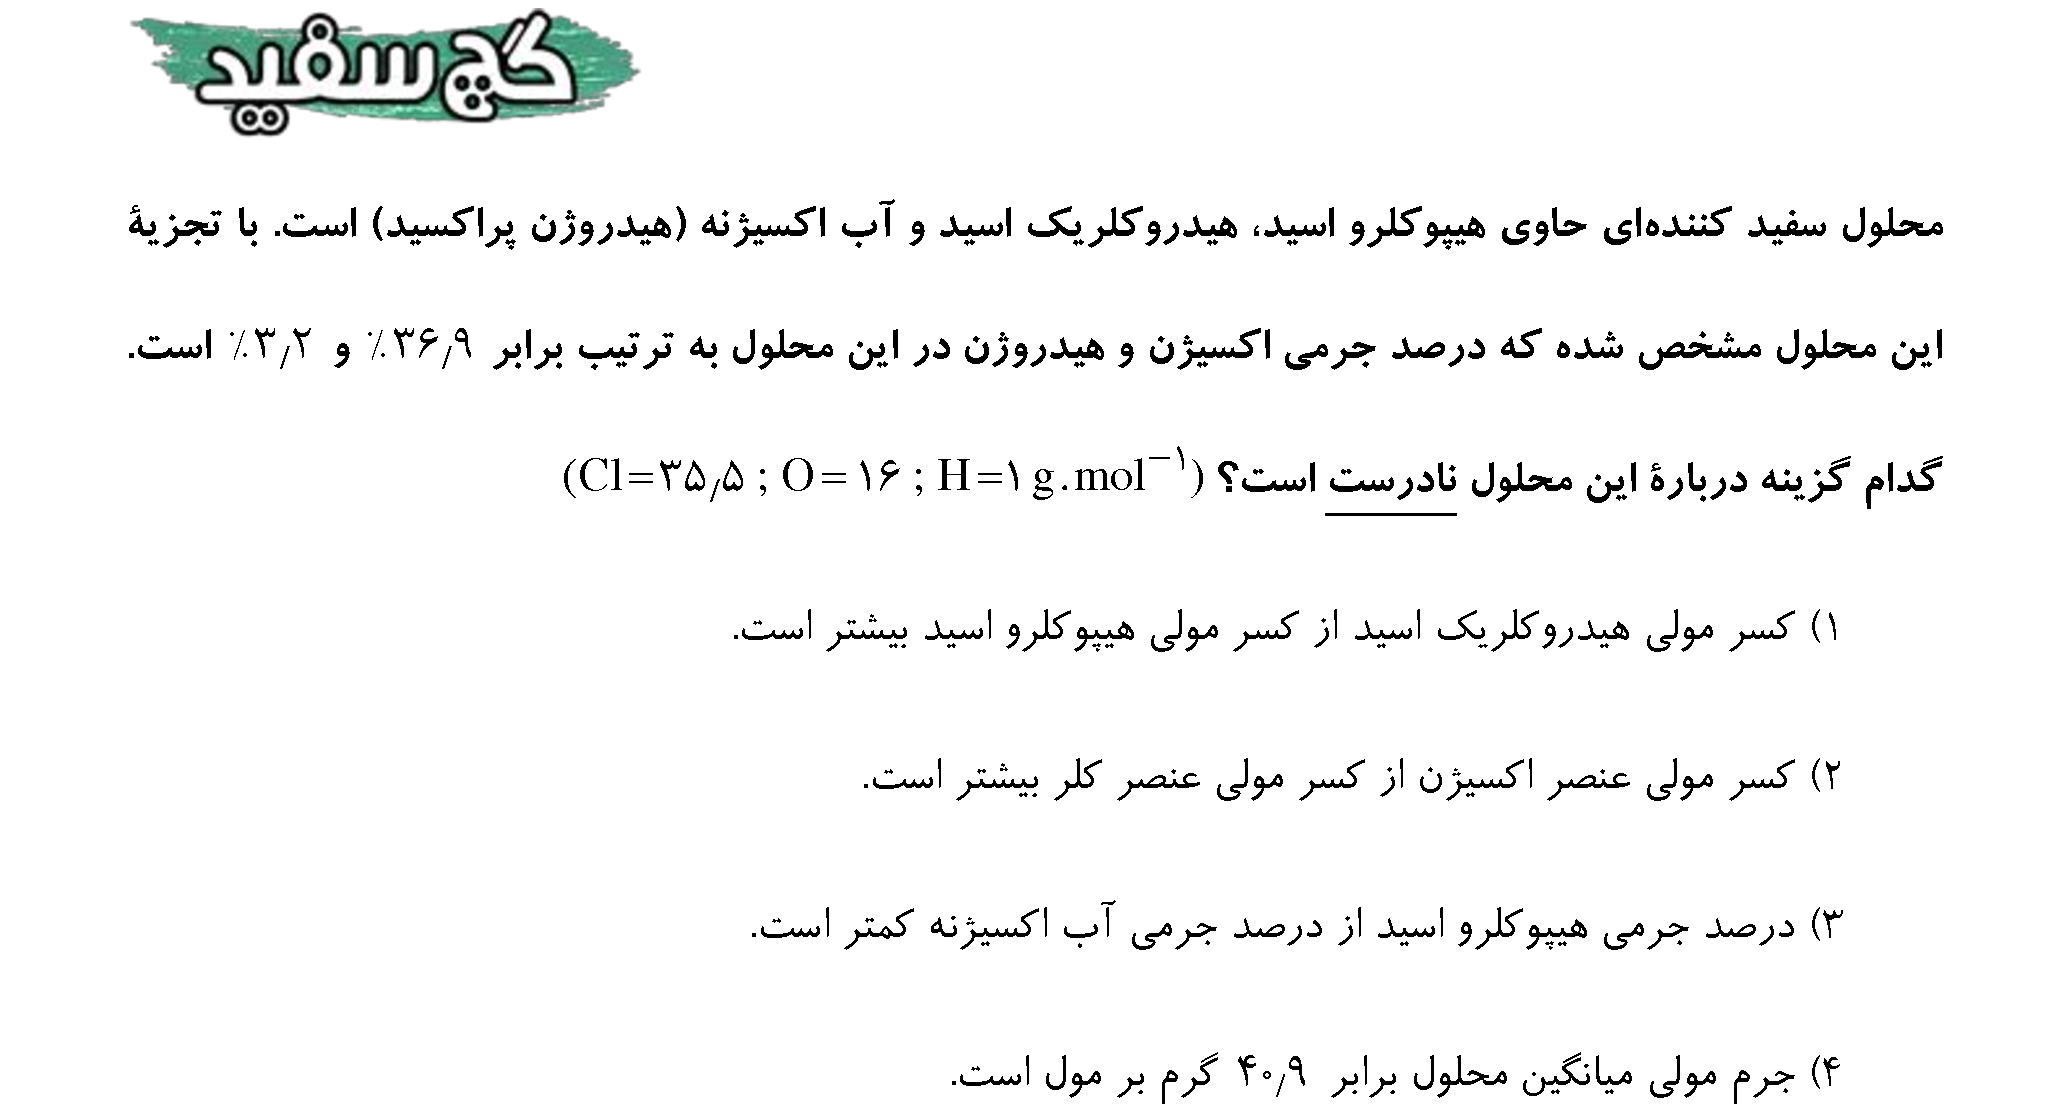 گچ سفید
محلول سفید کننده‌ای حاوی هیپوکلرو اسید، هیدروکلریک اسید و آب اکسیژنه (هیدروژن پراکسید) است. با تجزیهٔ
این محلول مشخص شده که درصد جرمی اکسیژن و هیدروژن در این محلول به ترتیب برابر ۳۶٫۹٪ و ۳٫۲٪ است.
گدام گزینه دربارهٔ این محلول نادرست است؟ (Cl=۳۵٫۵ ; O=۱۶ ; H=۱ g.mol⁻¹)
۱) کسر مولی هیدروکلریک اسید از کسر مولی هیپوکلرو اسید بیشتر است.
۲) کسر مولی عنصر اکسیژن از کسر مولی عنصر کلر بیشتر است.
۳) درصد جرمی هیپوکلرو اسید از درصد جرمی آب اکسیژنه کمتر است.
۴) جرم مولی میانگین محلول برابر ۴۰٫۹ گرم بر مول است.